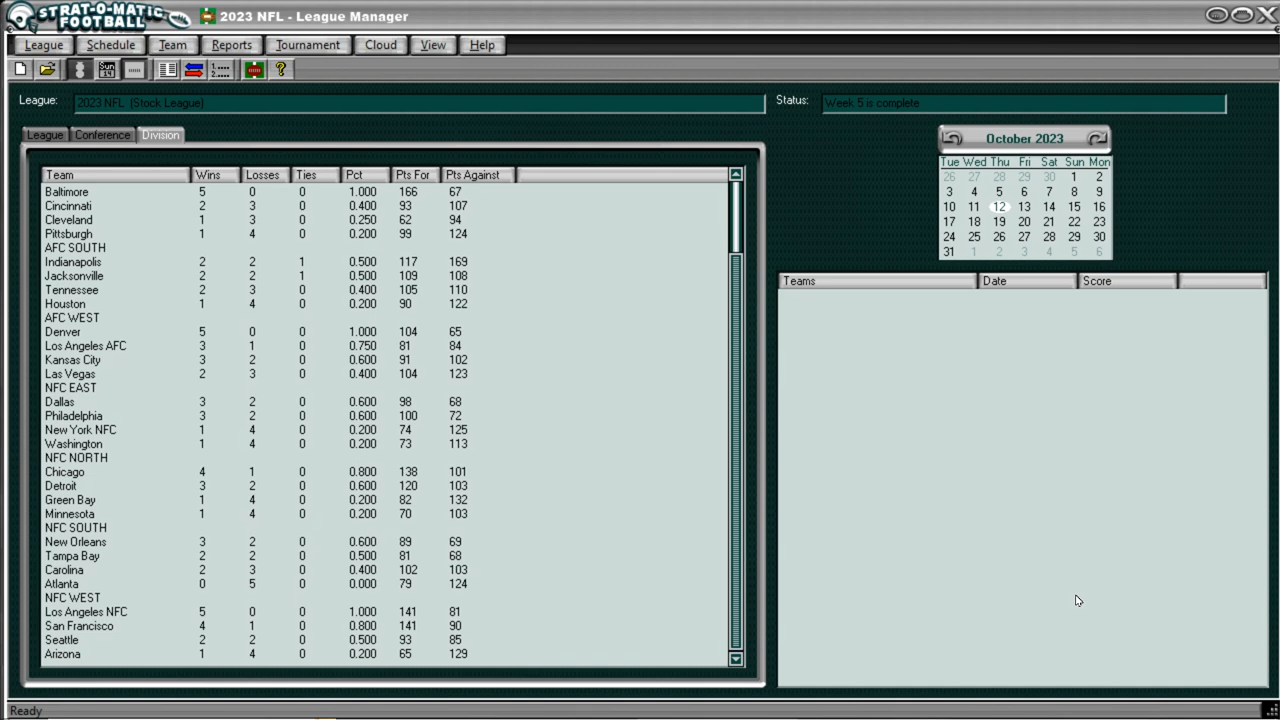 STRAT-O-MATIC
FOOTBALL
2023 NFL - League Manager
League Schedule Team Reports Tournament Cloud View Help
Sun
14
1.....
2.....
?
League: 2023 NFL (Stock League) Status: Week 5 is complete
League Conference Division
Team Wins Losses Ties Pct Pts For Pts Against
Baltimore 5 0 0 1.000 166 67
Cincinnati 2 3 0 0.400 93 107
Cleveland 1 3 0 0.250 62 94
Pittsburgh 1 4 0 0.200 99 124
AFC SOUTH
Indianapolis 2 2 1 0.500 117 169
Jacksonville 2 2 1 0.500 109 108
Tennessee 2 3 0 0.400 105 110
Houston 1 4 0 0.200 90 122
AFC WEST
Denver 5 0 0 1.000 104 65
Los Angeles AFC 3 1 0 0.750 81 84
Kansas City 3 2 0 0.600 91 102
Las Vegas 2 3 0 0.400 104 123
NFC EAST
Dallas 3 2 0 0.600 98 68
Philadelphia 3 2 0 0.600 100 72
New York NFC 1 4 0 0.200 74 125
Washington 1 4 0 0.200 73 113
NFC NORTH
Chicago 4 1 0 0.800 138 101
Detroit 3 2 0 0.600 120 103
Green Bay 1 4 0 0.200 82 132
Minnesota 1 4 0 0.200 70 103
NFC SOUTH
New Orleans 3 2 0 0.600 89 69
Tampa Bay 2 2 0 0.500 81 68
Carolina 2 3 0 0.400 102 103
Atlanta 0 5 0 0.000 79 124
NFC WEST
Los Angeles NFC 5 0 0 1.000 141 81
San Francisco 4 1 0 0.800 141 90
Seattle 2 2 0 0.500 93 85
Arizona 1 4 0 0.200 65 129
October 2023
Tue Wed Thu Fri Sat Sun Mon
26 27 28 29 30 1 2
3 4 5 6 7 8 9
10 11 12 13 14 15 16
17 18 19 20 21 22 23
24 25 26 27 28 29 30
31 1 2 3 4 5 6
Teams Date Score
Ready